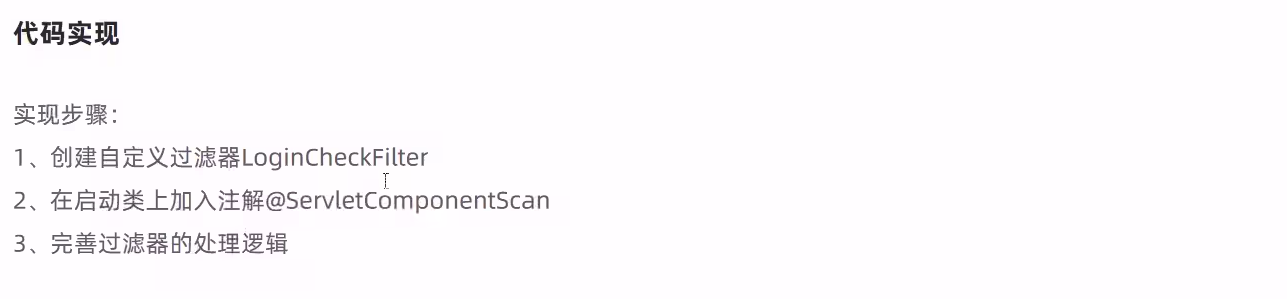 代码实现
实现步骤：
1、创建自定义过滤器LoginCheckFilter
2、在启动类上加入注解@ServletComponentScan
3、完善过滤器的处理逻辑